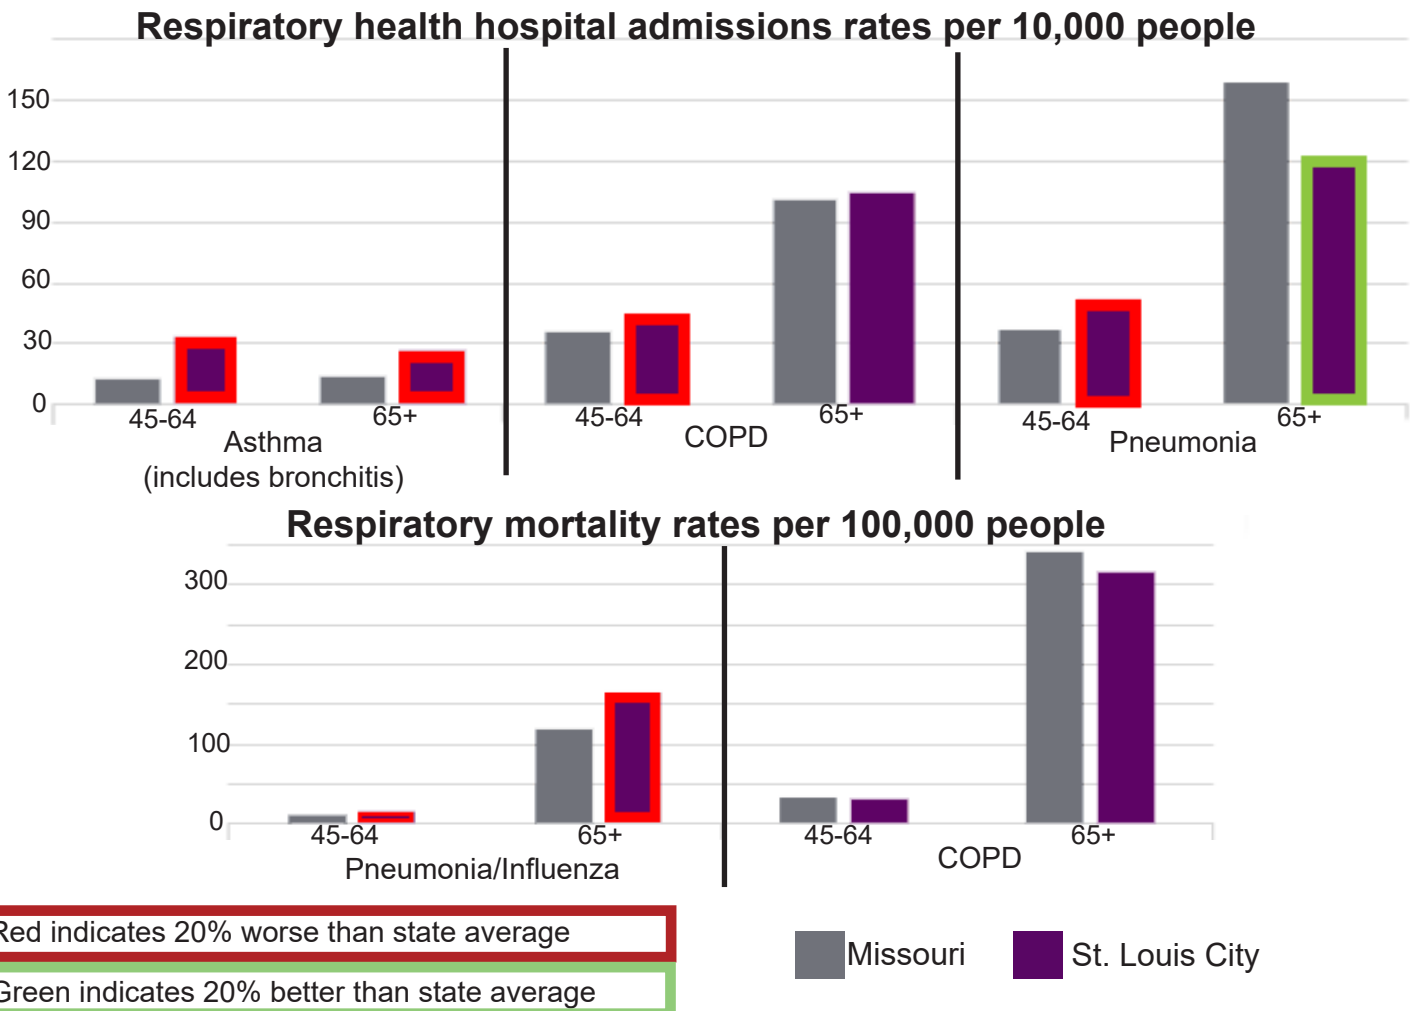 Respiratory health hospital admissions rates per 10,000 people
150
120
90
60
30
0
45-64
65+
45-64
65+
45-64
65+
Asthma
(includes bronchitis)
COPD
Pneumonia
Respiratory mortality rates per 100,000 people
300
200
100
0
45-64
65+
45-64
65+
Pneumonia/Influenza
COPD
Red indicates 20% worse than state average
Green indicates 20% better than state average
Missouri
St. Louis City